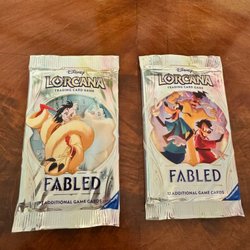 Disney
LORCANA
TRADING CARD GAME
FABLED
12 ADDITIONAL GAME CARDS
Disney
LORCANA
TRADING CARD GAME
FABLED
12 ADDITIONAL GAME CARDS